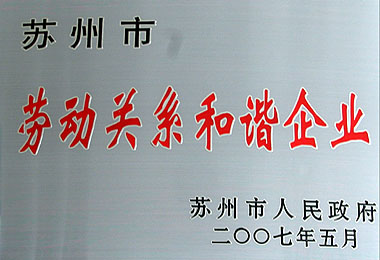 苏州市
劳动关系和谐企业
苏州市人民政府
二〇〇七年五月